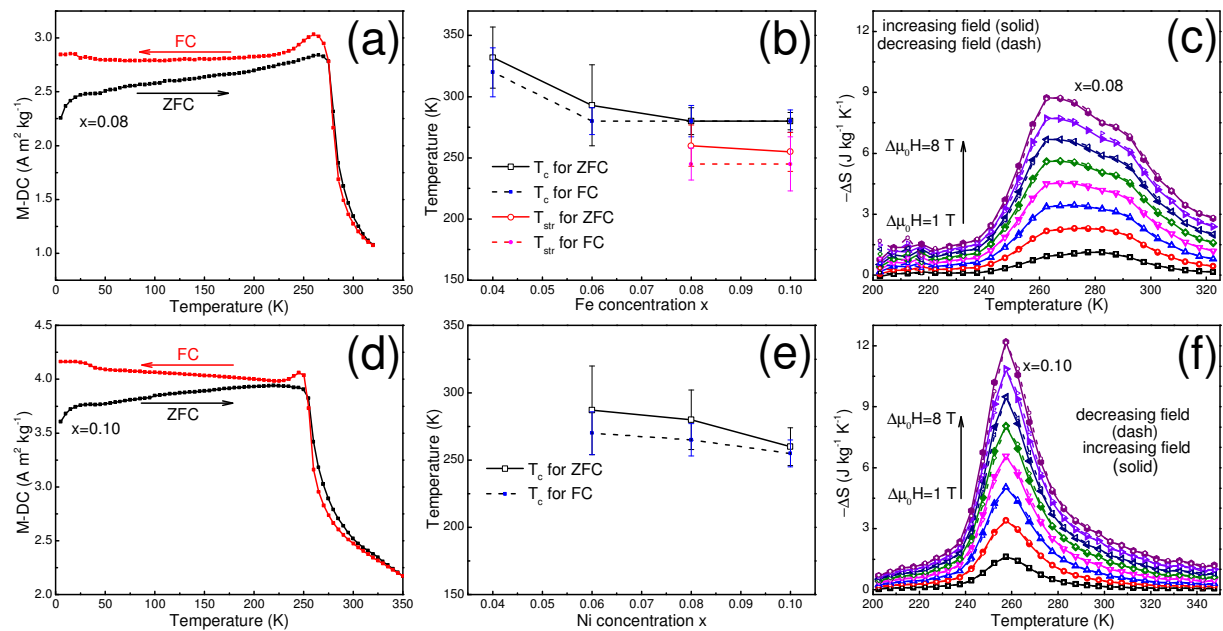 (a)
FC
ZFC
x=0.08
M-DC (A m² kg⁻¹)
3.0
2.5
2.0
1.5
1.0
0 50 100 150 200 250 300 350
Temperature (K)
(b)
Temperature (K)
350
300
250
200
150
T_c for ZFC
T_c for FC
T_str for ZFC
T_str for FC
0.04 0.05 0.06 0.07 0.08 0.09 0.10
Fe concentration x
(c)
increasing field (solid)
decreasing field (dash)
x=0.08
Δμ₀H=8 T
Δμ₀H=1 T
−ΔS (J kg⁻¹ K⁻¹)
12
9
6
3
0
200 220 240 260 280 300 320
Tempterature (K)
(d)
FC
ZFC
x=0.10
M-DC (A m² kg⁻¹)
4.5
4.0
3.5
3.0
2.5
2.0
0 50 100 150 200 250 300 350
Temperature (K)
(e)
Temperature (K)
350
300
250
200
150
T_c for ZFC
T_c for FC
0.04 0.05 0.06 0.07 0.08 0.09 0.10
Ni concentration x
(f)
x=0.10
decreasing field
(dash)
increasing field
(solid)
Δμ₀H=8 T
Δμ₀H=1 T
−ΔS (J kg⁻¹ K⁻¹)
12
9
6
3
0
200 220 240 260 280 300 320 340
Tempterature (K)